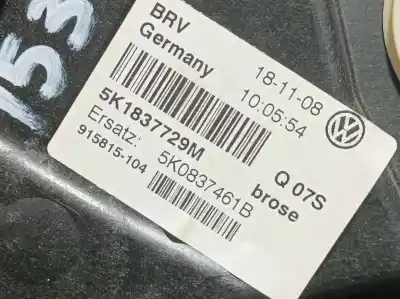 153
BRV
Germany
18-11-08
10:05:54
5K1837729M
Ersatz: 5K0837461B
915815-104
Q 07S
brose